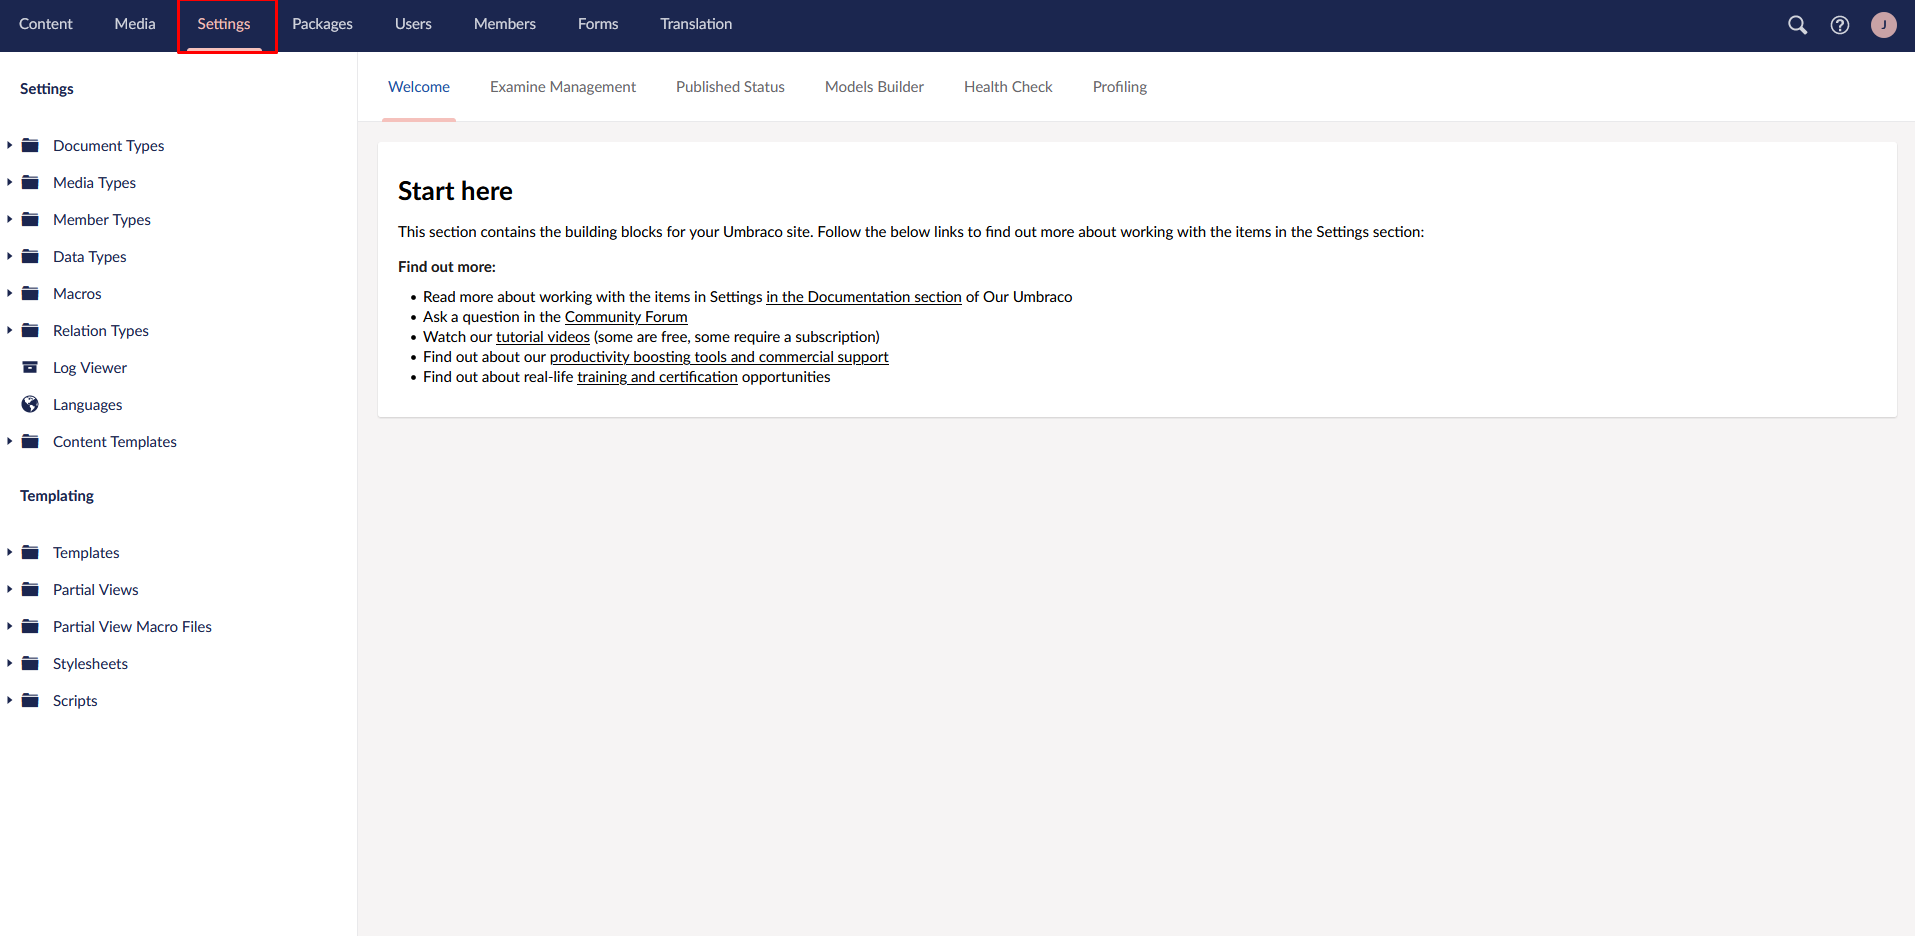 Content Media Settings Packages Users Members Forms Translation J
Settings
Document Types
Media Types
Member Types
Data Types
Macros
Relation Types
Log Viewer
Languages
Content Templates
Templating
Templates
Partial Views
Partial View Macro Files
Stylesheets
Scripts
Welcome Examine Management Published Status Models Builder Health Check Profiling
Start here
This section contains the building blocks for your Umbraco site. Follow the below links to find out more about working with the items in the Settings section:
Find out more:
• Read more about working with the items in Settings in the Documentation section of Our Umbraco
• Ask a question in the Community Forum
• Watch our tutorial videos (some are free, some require a subscription)
• Find out about our productivity boosting tools and commercial support
• Find out about real-life training and certification opportunities